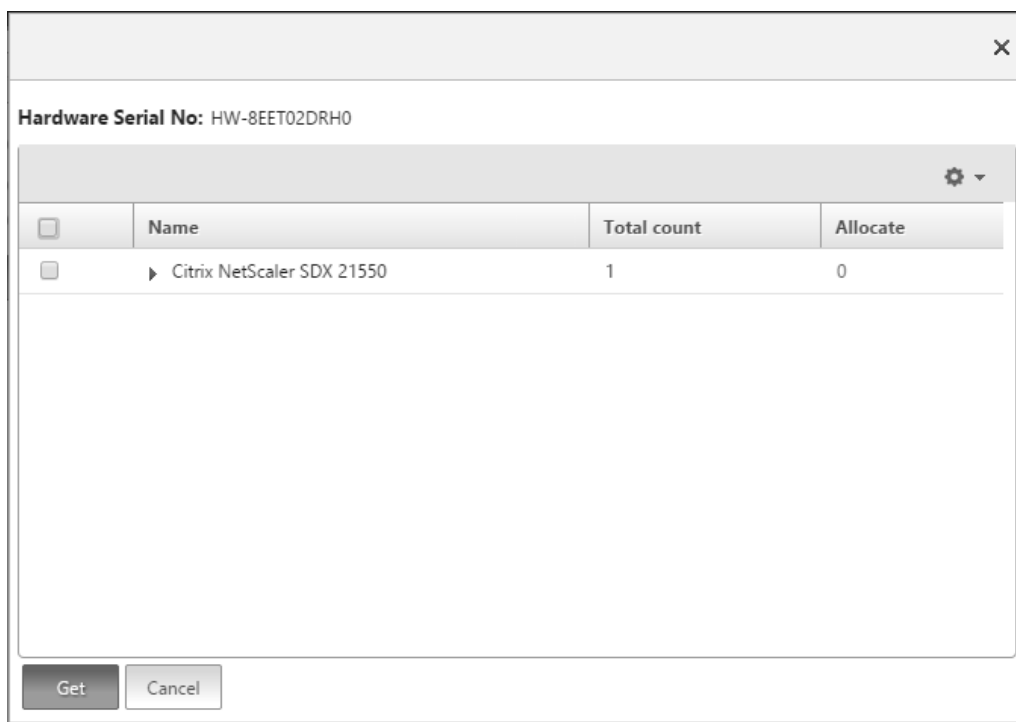 Hardware Serial No: HW-8EET02DRH0
Name Total count Allocate
Citrix NetScaler SDX 21550 1 0
Get Cancel